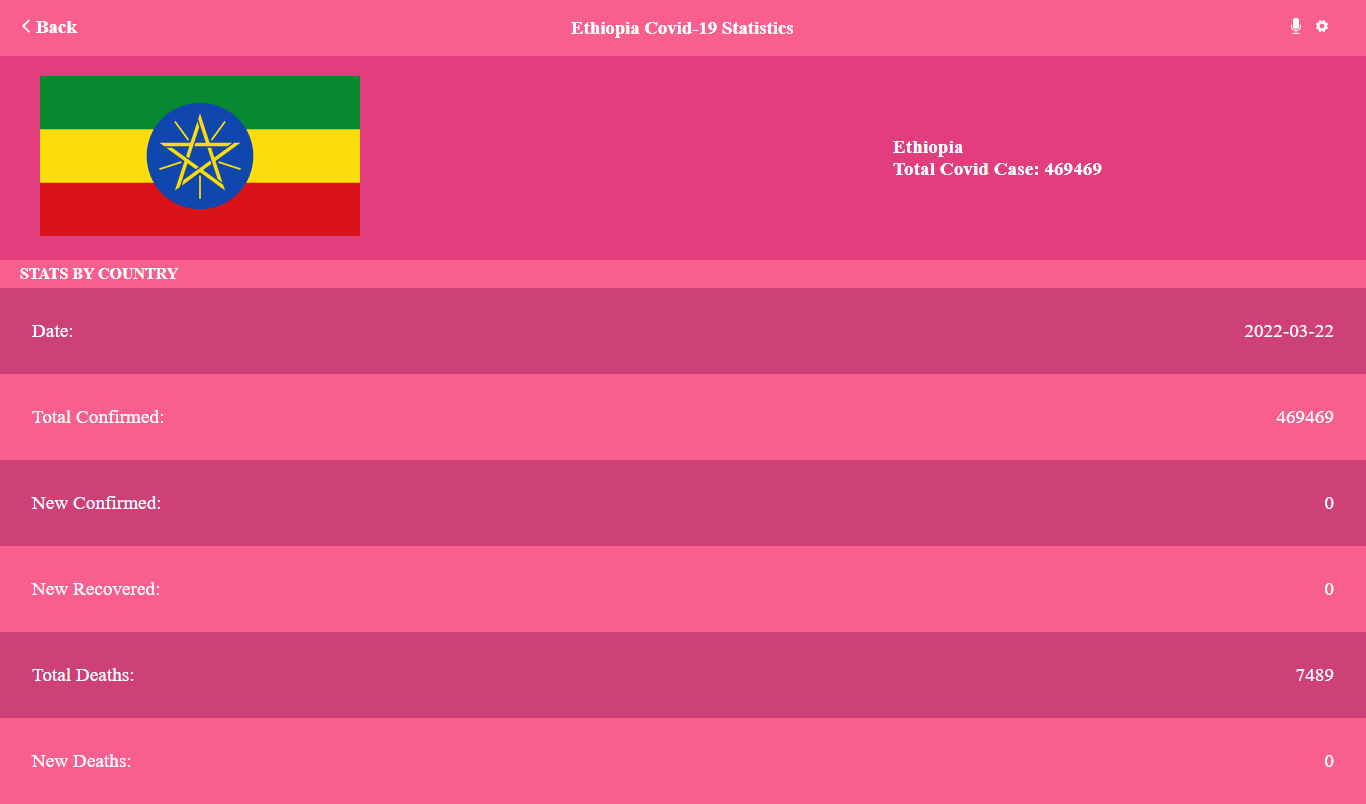 Back
Ethiopia Covid-19 Statistics
Ethiopia
Total Covid Case: 469469
STATS BY COUNTRY
Date: 2022-03-22
Total Confirmed: 469469
New Confirmed: 0
New Recovered: 0
Total Deaths: 7489
New Deaths: 0